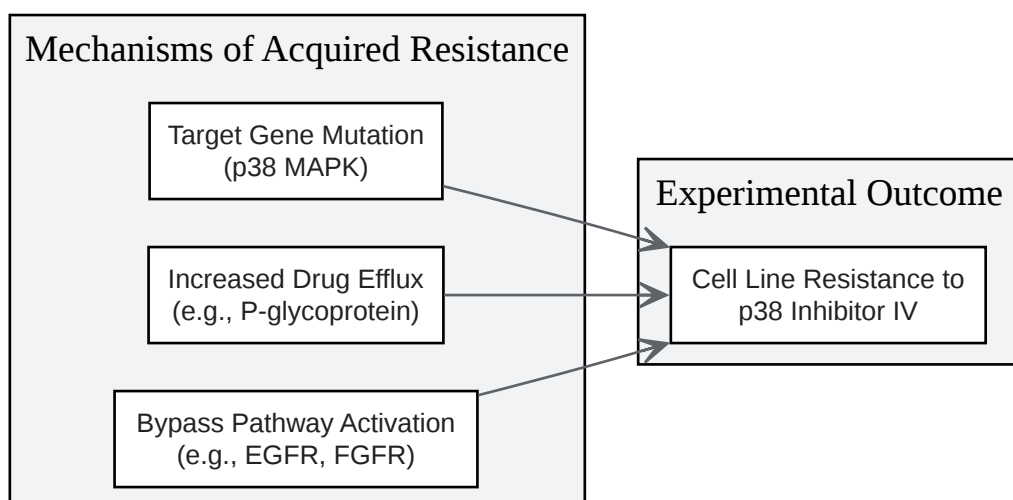 Mechanisms of Acquired Resistance
Target Gene Mutation
(p38 MAPK)
Increased Drug Efflux
(e.g., P-glycoprotein)
Bypass Pathway Activation
(e.g., EGFR, FGFR)
Experimental Outcome
Cell Line Resistance to
p38 Inhibitor IV